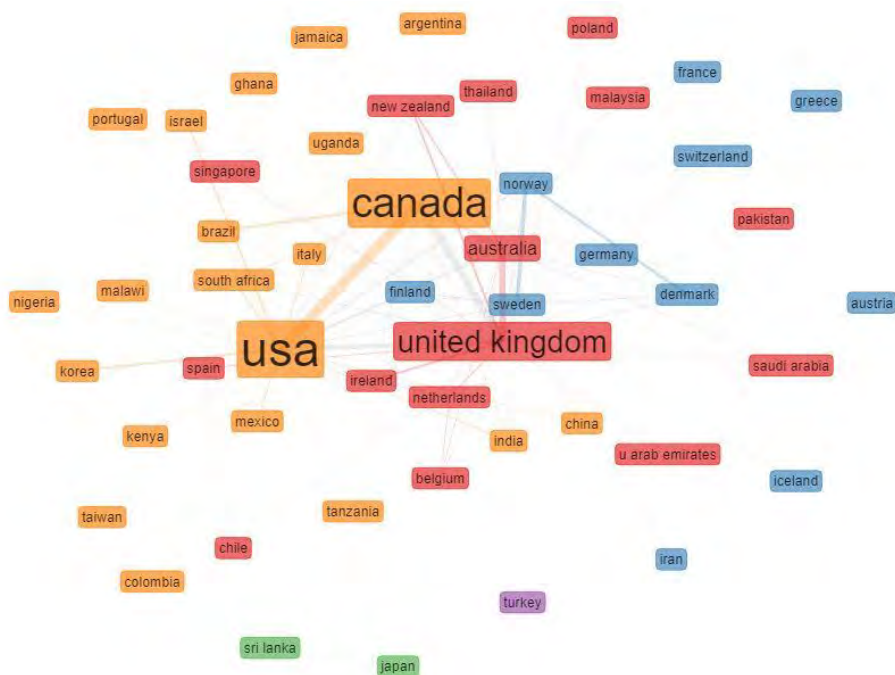 argentina
poland
jamaica
france
ghana
thailand
malaysia
greece
new zealand
portugal
israel
uganda
switzerland
singapore
norway
canada
pakistan
brazil
australia
italy
germany
south africa
malawi
finland
denmark
nigeria
sweden
austria
usa
united kingdom
korea
spain
saudi arabia
ireland
netherlands
mexico
china
kenya
india
u arab emirates
belgium
iceland
taiwan
tanzania
chile
iran
colombia
turkey
sri lanka
japan